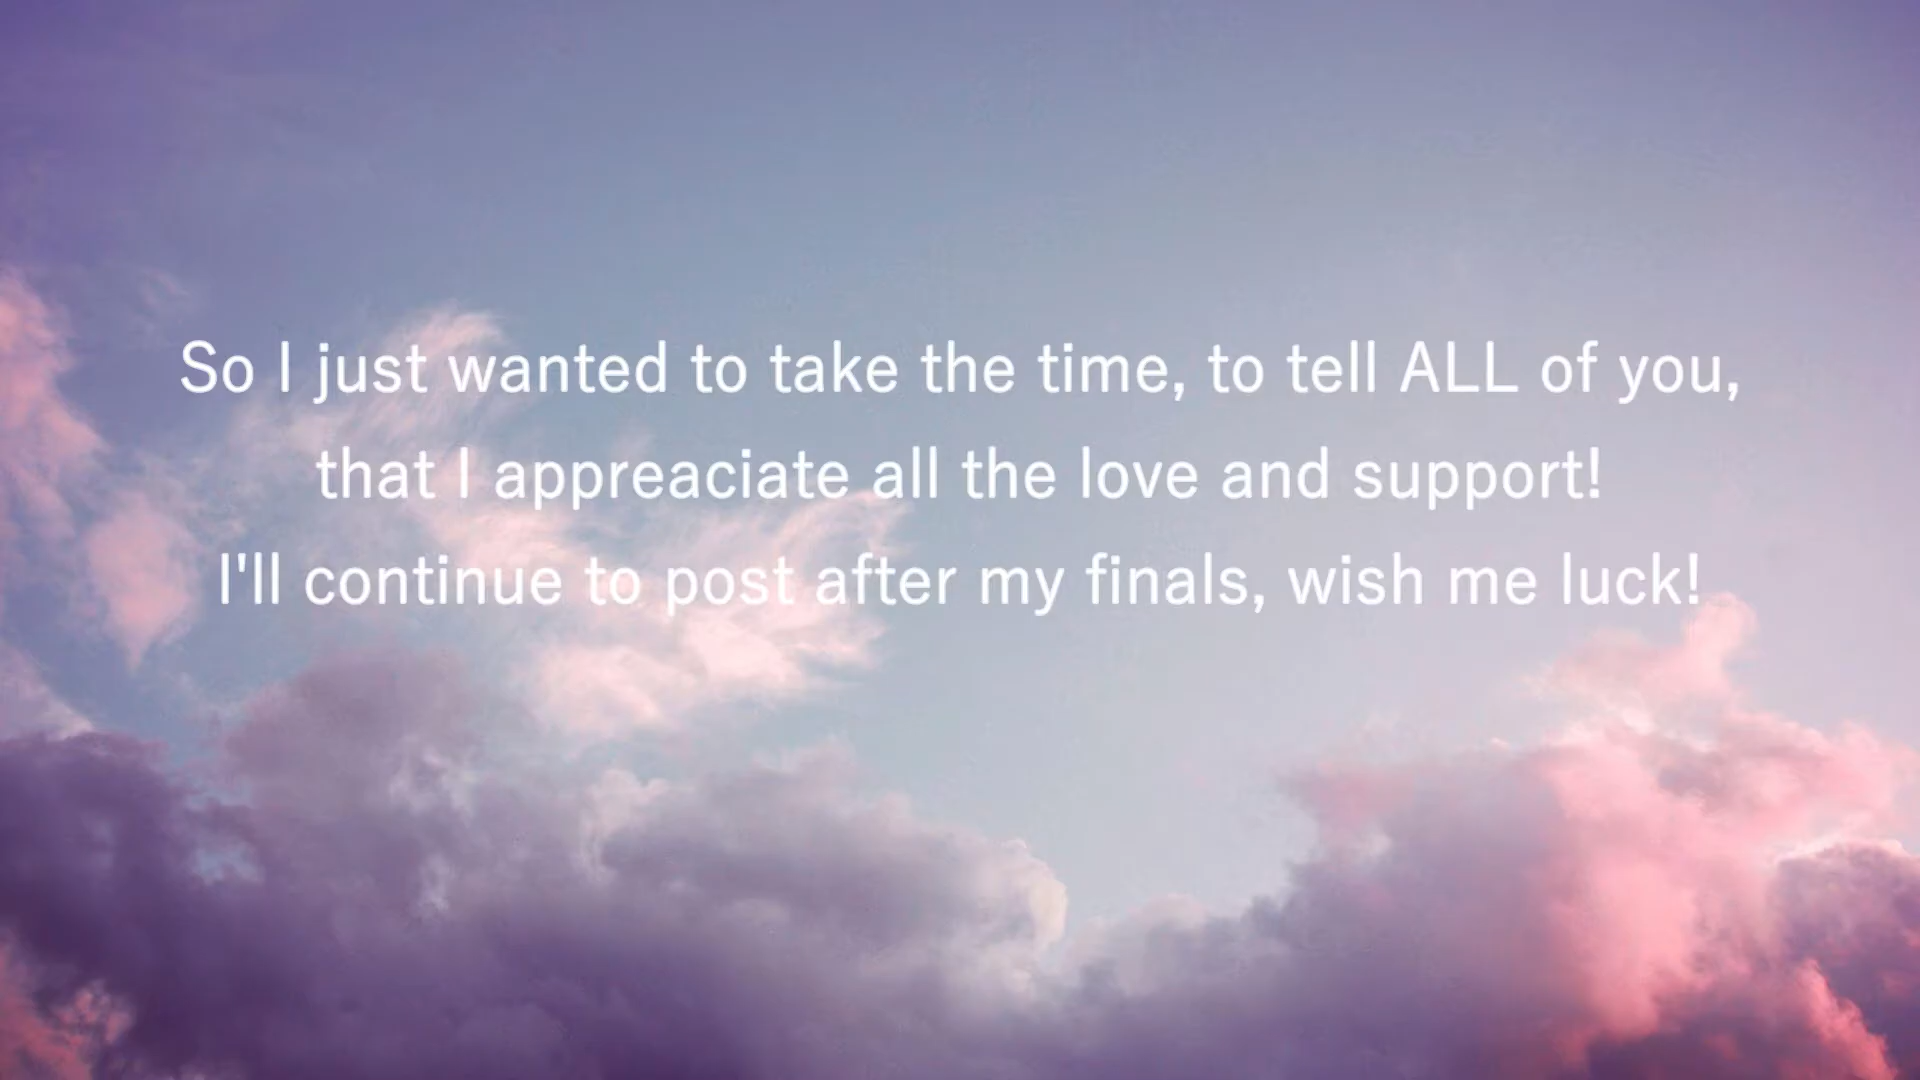 So I just wanted to take the time, to tell ALL of you,
that I appreaciate all the love and support!
I'll continue to post after my finals, wish me luck!